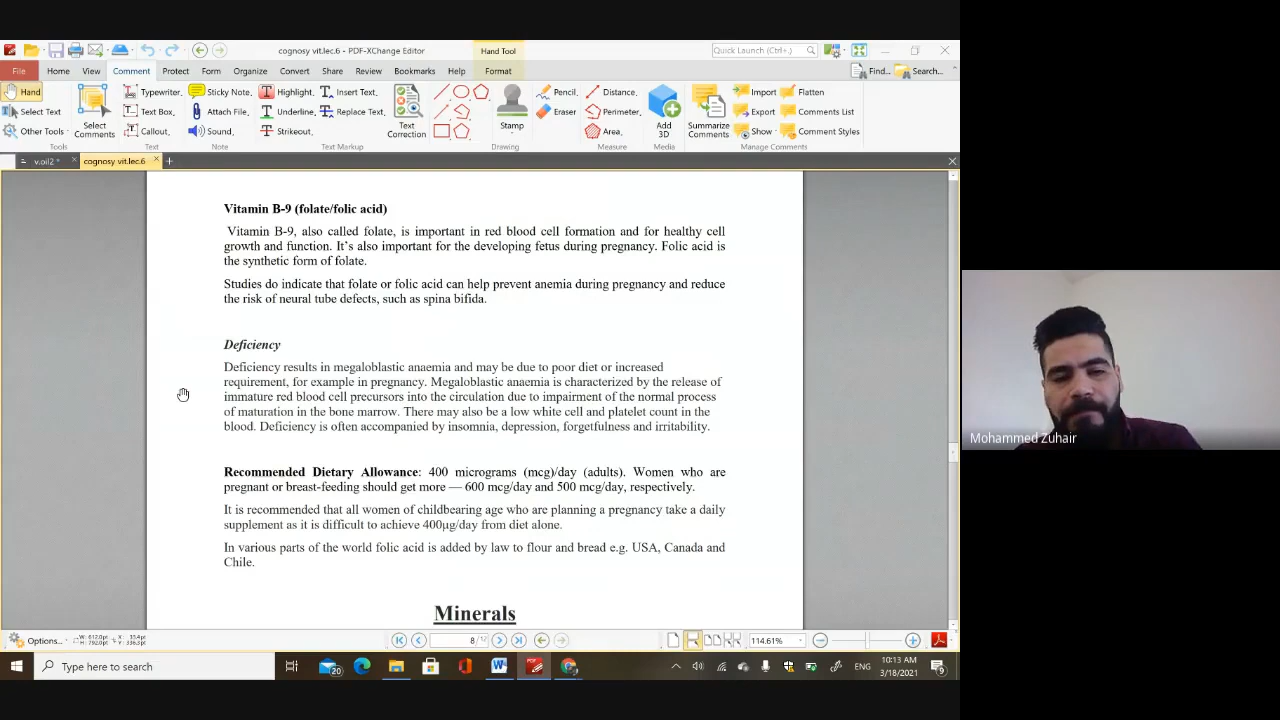 cognosy vit.lec.6 - PDF-XChange Editor
Hand Tool
Quick Launch (Ctrl+.)
File Home View Comment Protect Form Organize Convert Share Review Bookmarks Help Format Find... Search...
Hand Typewriter. Sticky Note. Highlight. Insert Text. Pencil. Distance. Import Flatten
Select Text Text Box. Attach File. Underline. Replace Text. Eraser Perimeter. Export Comments List
Other Tools Callout. Sound. Strikeout. Area. Show Comment Styles
Select Comments
Text Correction
Stamp
Add 3D
Summarize Comments
Tools Text Note Text Markup Drawing Measure Media Manage Comments
v.oil2 * cognosy vit.lec.6
Vitamin B-9 (folate/folic acid)
Vitamin B-9, also called folate, is important in red blood cell formation and for healthy cell
growth and function. It's also important for the developing fetus during pregnancy. Folic acid is
the synthetic form of folate.
Studies do indicate that folate or folic acid can help prevent anemia during pregnancy and reduce
the risk of neural tube defects, such as spina bifida.
Deficiency
Deficiency results in megaloblastic anaemia and may be due to poor diet or increased
requirement, for example in pregnancy. Megaloblastic anaemia is characterized by the release of
immature red blood cell precursors into the circulation due to impairment of the normal process
of maturation in the bone marrow. There may also be a low white cell and platelet count in the
blood. Deficiency is often accompanied by insomnia, depression, forgetfulness and irritability.
Recommended Dietary Allowance: 400 micrograms (mcg)/day (adults). Women who are
pregnant or breast-feeding should get more — 600 mcg/day and 500 mcg/day, respectively.
It is recommended that all women of childbearing age who are planning a pregnancy take a daily
supplement as it is difficult to achieve 400µg/day from diet alone.
In various parts of the world folic acid is added by law to flour and bread e.g. USA, Canada and
Chile.
Minerals
Mohammed Zuhair
Options... W: 612.0pt X: 35.4pt
H: 792.0pt Y: 336.5pt
8 / 12
114.61%
Type here to search
20
ENG
10:13 AM
3/18/2021
9